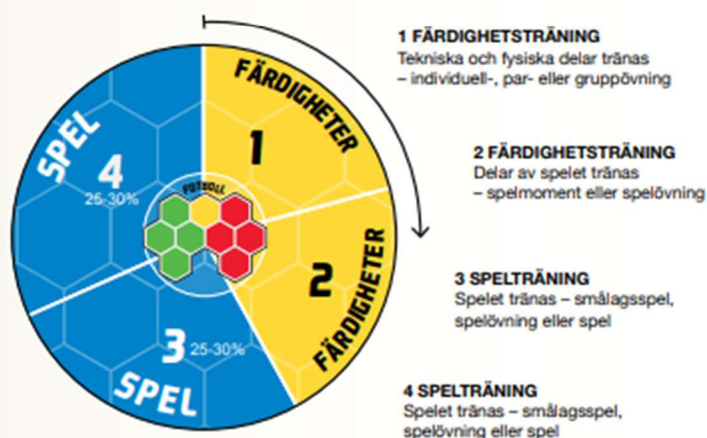 FÄRDIGHETER
1
SPEL
4
25-30%
FOTBOLL
2
FÄRDIGHETER
3 25-30%
SPEL
1 FÄRDIGHETSTRÄNING
Tekniska och fysiska delar tränas
– individuell-, par- eller gruppövning
2 FÄRDIGHETSTRÄNING
Delar av spelet tränas
– spelmoment eller spelövning
3 SPELTRÄNING
Spelet tränas – smålagsspel,
spelövning eller spel
4 SPELTRÄNING
Spelet tränas – smålagsspel,
spelövning eller spel